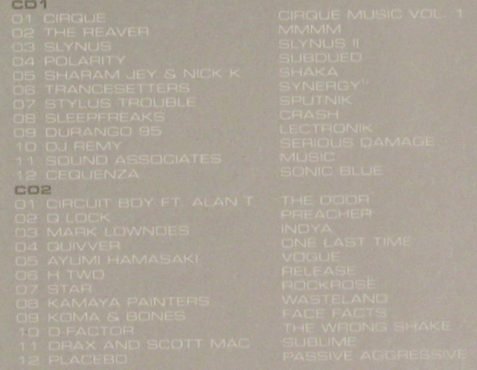 CD1
01 CIRQUE CIRQUE MUSIC VOL. 1
02 THE REAVER MMMM
03 SLYNUS SLYNUS II
04 POLARITY SUBDUED
05 SHARAM JEY & NICK K SHAKA
06 TRANCESETTERS SYNERGY
07 STYLUS TROUBLE SPUTNIK
08 SLEEPFREAKS CRASH
09 DURANGO 95 LECTRONIK
10 DJ REMY SERIOUS DAMAGE
11 SOUND ASSOCIATES MUSIC
12 CEQUENZA SONIC BLUE
CD2
01 CIRCUIT BOY FT. ALAN T THE DOOR
02 Q LOCK PREACHER
03 MARK LOWNDES INDYA
04 QUIVVER ONE LAST TIME
05 AYUMI HAMASAKI VOGUE
06 H TWO RELEASE
07 STAR ROCKROSE
08 KAMAYA PAINTERS WASTELAND
09 KOMA & BONES FACE FACTS
10 D-FACTOR THE WRONG SHAKE
11 DRAX AND SCOTT MAC SUBLIME
12 PLACEBO PASSIVE AGGRESSIVE